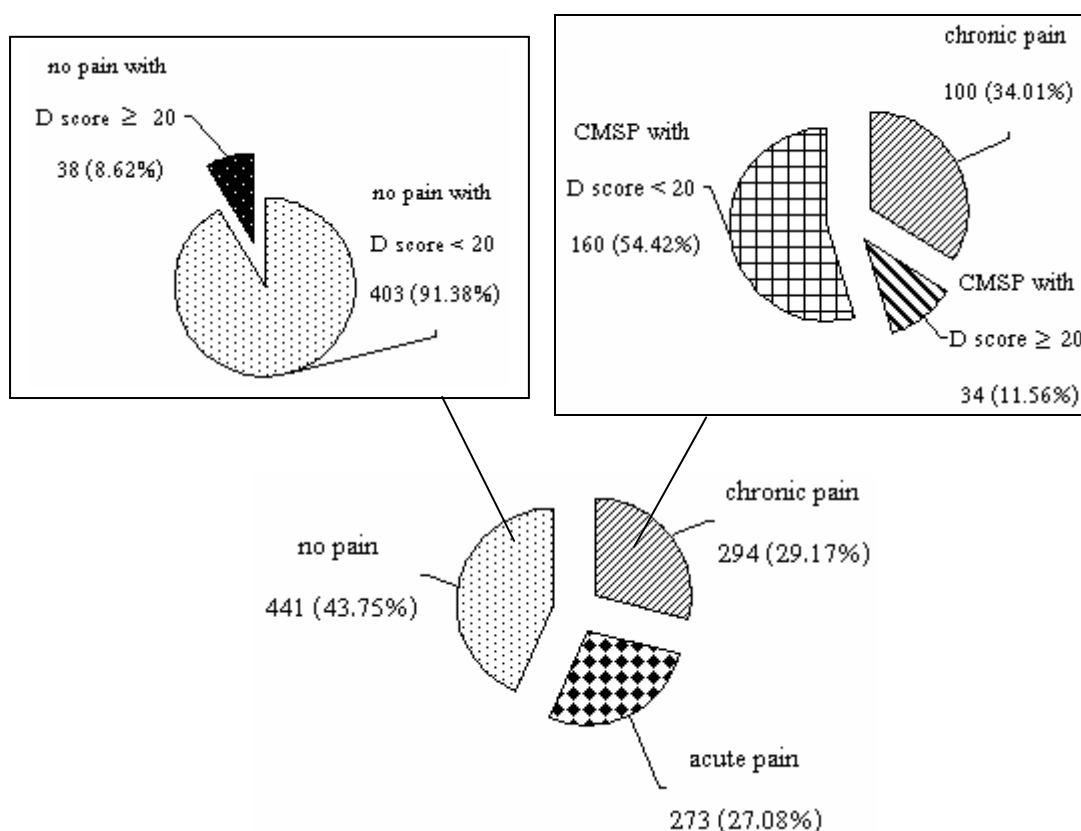 no pain with
D score ≥ 20
38 (8.62%)
no pain with
D score < 20
403 (91.38%)
chronic pain
100 (34.01%)
CMSP with
D score < 20
160 (54.42%)
CMSP with
D score ≥ 20
34 (11.56%)
no pain
441 (43.75%)
chronic pain
294 (29.17%)
acute pain
273 (27.08%)